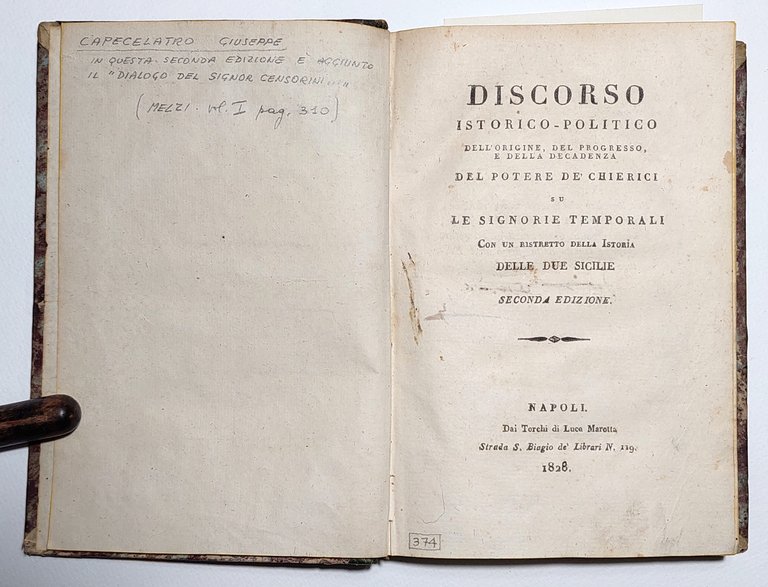 CAPECELATRO GIUSEPPE
IN QUESTA SECONDA EDIZIONE È AGGIUNTO
IL "DIALOGO DEL SIGNOR CENSORINI
(MELZI. vol. I pag. 310)
DISCORSO
ISTORICO-POLITICO
DELL'ORIGINE, DEL PROGRESSO,
E DELLA DECADENZA
DEL POTERE DE' CHIERICI
SU
LE SIGNORIE TEMPORALI
CON UN RISTRETTO DELLA ISTORIA
DELLE DUE SICILIE
SECONDA EDIZIONE.
NAPOLI.
Dai Torchi di Luca Marotta
Strada S. Biagio de' Librari N. 119.
1828.
374